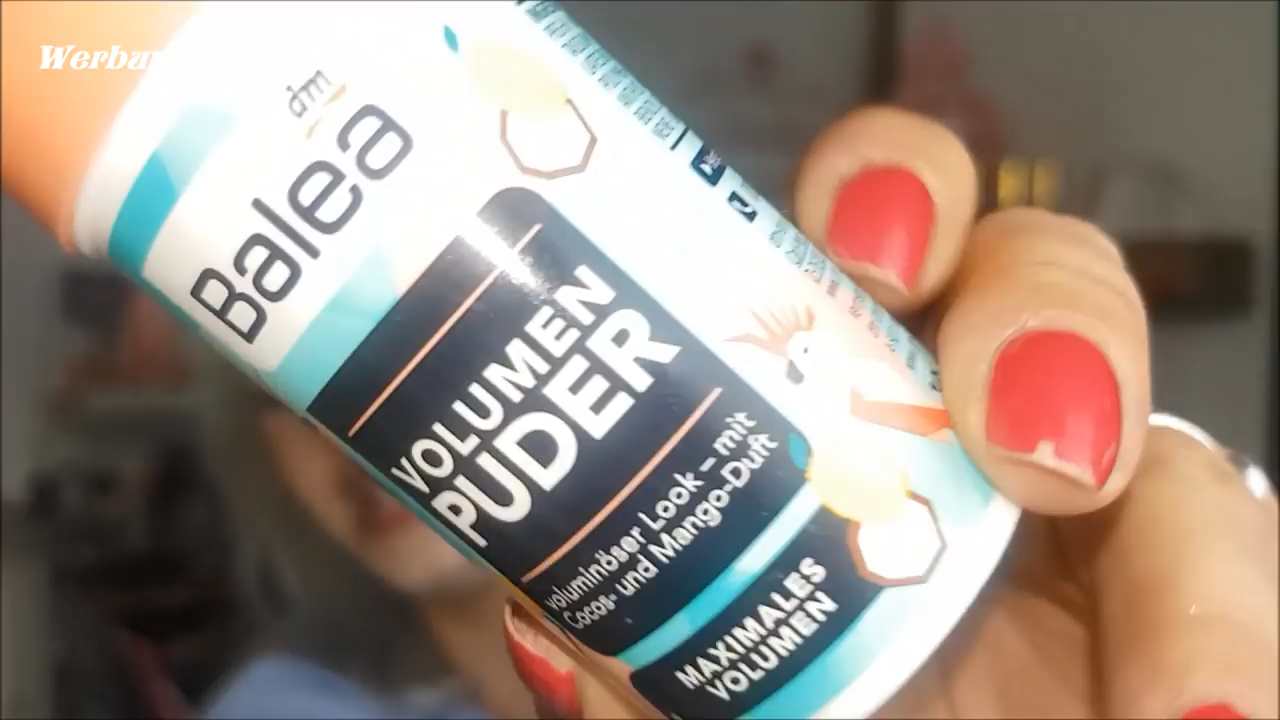 Werbu
dm
Balea
VOLUMEN
PUDER
voluminöser Look – mit
Cocos- und Mango-Duft
MAXIMALES
VOLUMEN